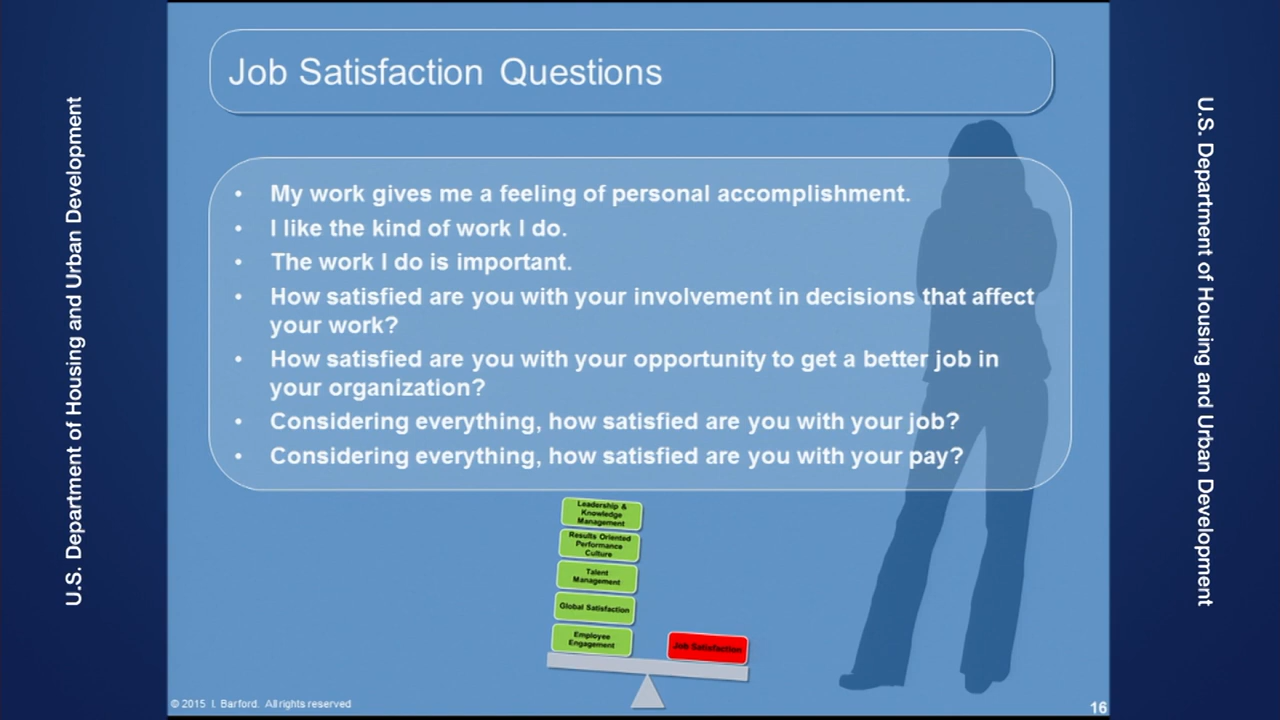 U.S. Department of Housing and Urban Development
Job Satisfaction Questions
• My work gives me a feeling of personal accomplishment.
• I like the kind of work I do.
• The work I do is important.
• How satisfied are you with your involvement in decisions that affect
your work?
• How satisfied are you with your opportunity to get a better job in
your organization?
• Considering everything, how satisfied are you with your job?
• Considering everything, how satisfied are you with your pay?
Leadership &
Knowledge
Management
Results Oriented
Performance
Culture
Talent
Management
Global Satisfaction
Employee
Engagement
Job Satisfaction
© 2015 I. Barford. All rights reserved
16
U.S. Department of Housing and Urban Development